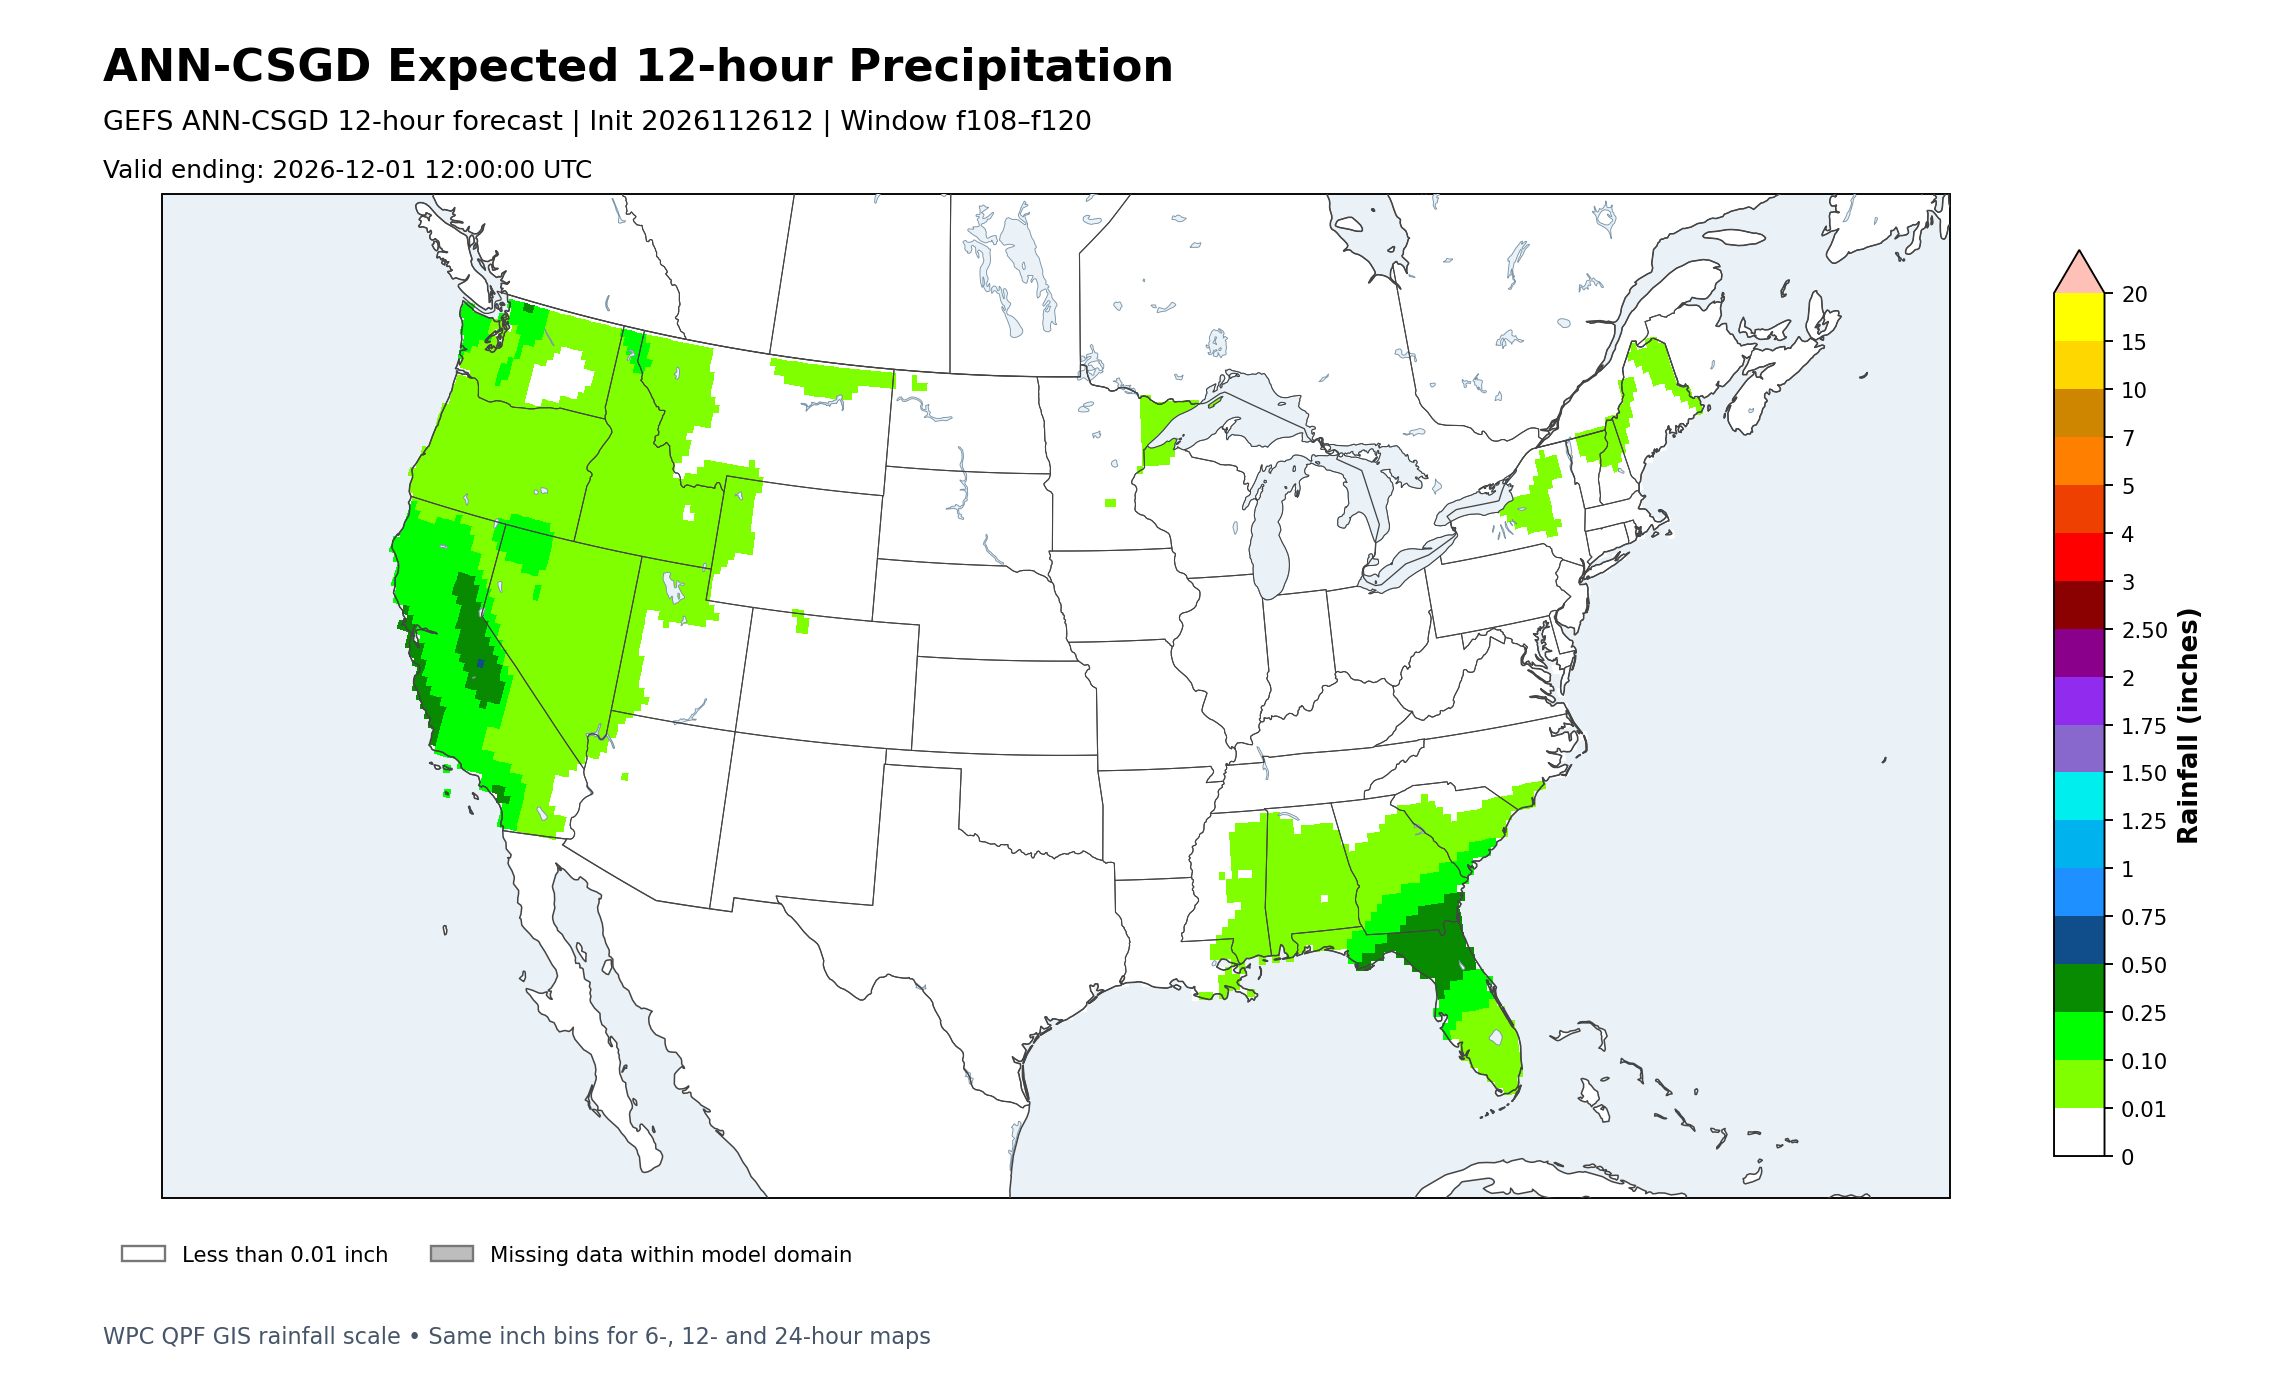 ANN-CSGD Expected 12-hour Precipitation
GEFS ANN-CSGD 12-hour forecast | Init 2026112612 | Window f108–f120
Valid ending: 2026-12-01 12:00:00 UTC
20
15
10
7
5
4
3
2.50
2
1.75
1.50
1.25
1
0.75
0.50
0.25
0.10
0.01
0
Rainfall (inches)
Less than 0.01 inch
Missing data within model domain
WPC QPF GIS rainfall scale • Same inch bins for 6-, 12- and 24-hour maps